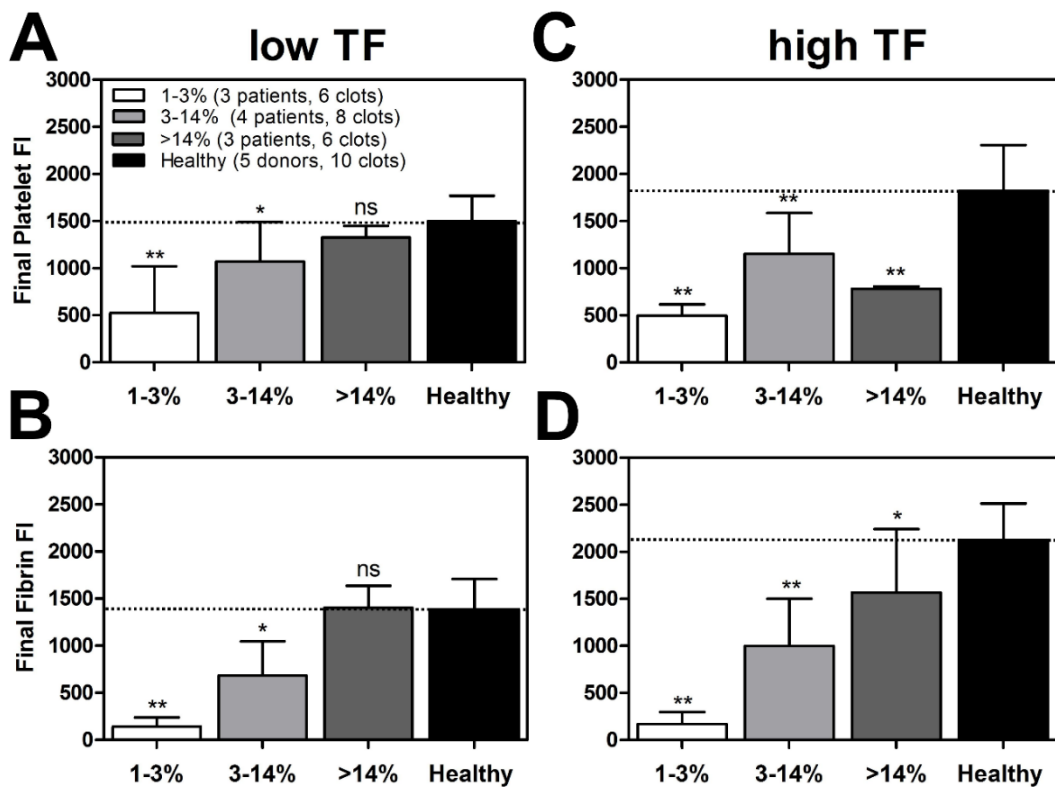 A
low TF
3000
2500
2000
1500
1000
500
0
Final Platelet FI
1-3% (3 patients, 6 clots)
3-14% (4 patients, 8 clots)
>14% (3 patients, 6 clots)
Healthy (5 donors, 10 clots)
**
*
ns
1-3%
3-14%
>14%
Healthy
C
high TF
3000
2500
2000
1500
1000
500
0
**
**
**
1-3%
3-14%
>14%
Healthy
B
3000
2500
2000
1500
1000
500
0
Final Fibrin FI
**
*
ns
1-3%
3-14%
>14%
Healthy
D
3000
2500
2000
1500
1000
500
0
**
**
*
1-3%
3-14%
>14%
Healthy